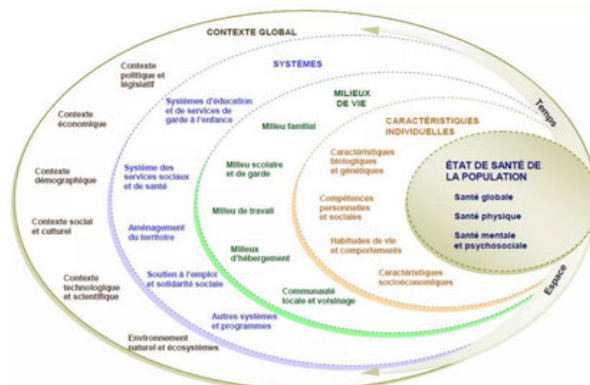 CONTEXTE GLOBAL
Contexte
politique et
législatif
Contexte
économique
Contexte
démographique
Contexte social
et culturel
Contexte
technologique
et scientifique
Environnement
naturel et écosystèmes
SYSTÈMES
Systèmes d'éducation
et de services de
garde à l'enfance
Système des
services sociaux
et de santé
Aménagement
du territoire
Soutien à l'emploi
et solidarité sociale
Autres systèmes
et programmes
MILIEUX
DE VIE
Milieu familial
Milieu scolaire
et de garde
Milieu de travail
Milieux
d'hébergement
Communauté
locale et voisinage
CARACTÉRISTIQUES
INDIVIDUELLES
Caractéristiques
biologiques
et génétiques
Compétences
personnelles
et sociales
Habitudes de vie
et comportements
Caractéristiques
socioéconomiques
ÉTAT DE SANTÉ DE
LA POPULATION
Santé globale
Santé physique
Santé mentale
et psychosociale
Temps
Espace